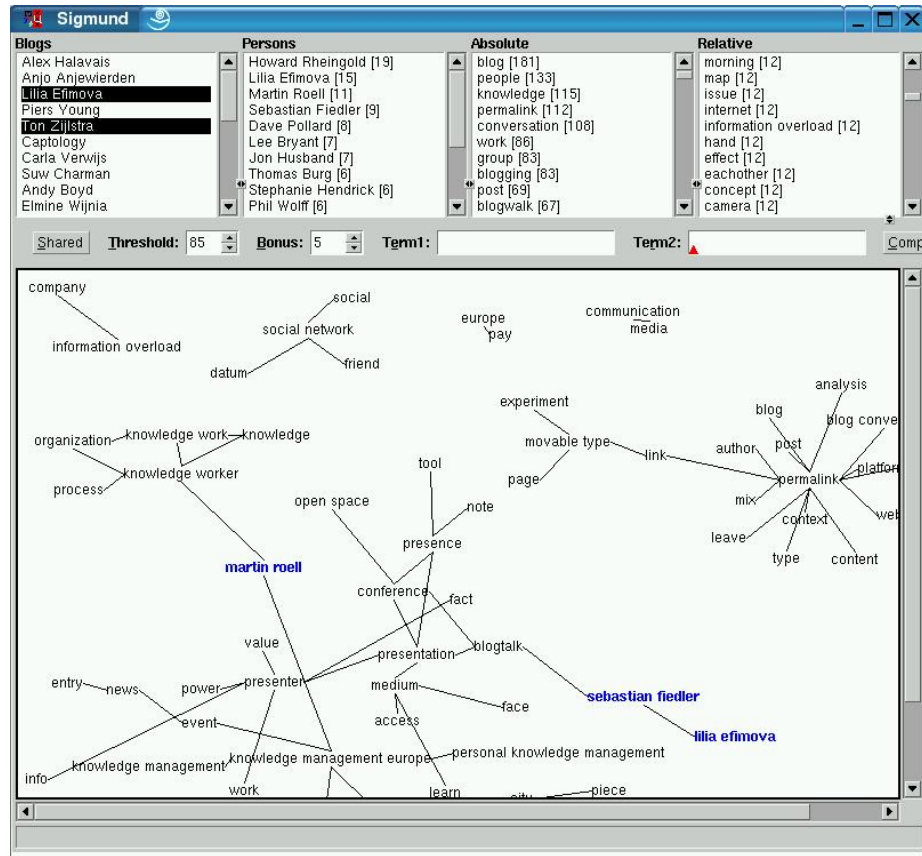 Sigmund
Blogs
Alex Halavais
Anjo Anjewierden
Lilia Efimova
Piers Young
Ton Zijlstra
Captology
Carla Verwijs
Suw Charman
Andy Boyd
Elmine Wijnia
Persons
Howard Rheingold [19]
Lilia Efimova [15]
Martin Roell [11]
Sebastian Fiedler [9]
Dave Pollard [8]
Lee Bryant [7]
Jon Husband [7]
Thomas Burg [6]
Stephanie Hendrick [6]
Phil Wolff [6]
Absolute
blog [181]
people [133]
knowledge [115]
permalink [112]
conversation [108]
work [86]
group [83]
blogging [83]
post [69]
blogwalk [67]
Relative
morning [12]
map [12]
issue [12]
internet [12]
information overload [12]
hand [12]
effect [12]
eachother [12]
concept [12]
camera [12]
Shared Threshold: 85 Bonus: 5 Term1: Term2: Comp
company
social
information overload
social network
datum
friend
europe
pay
communication
media
experiment
analysis
blog
blog conve
organization
knowledge work
knowledge
movable type
post
author
link
knowledge worker
tool
page
permalink
platform
process
open space
note
mix
context
web
presence
leave
type
content
martin roell
conference
fact
value
presentation
blogtalk
entry
news
power
presenter
medium
sebastian fiedler
event
access
face
lilia efimova
info
knowledge management
knowledge management europe
personal knowledge management
work
learn
city
piece